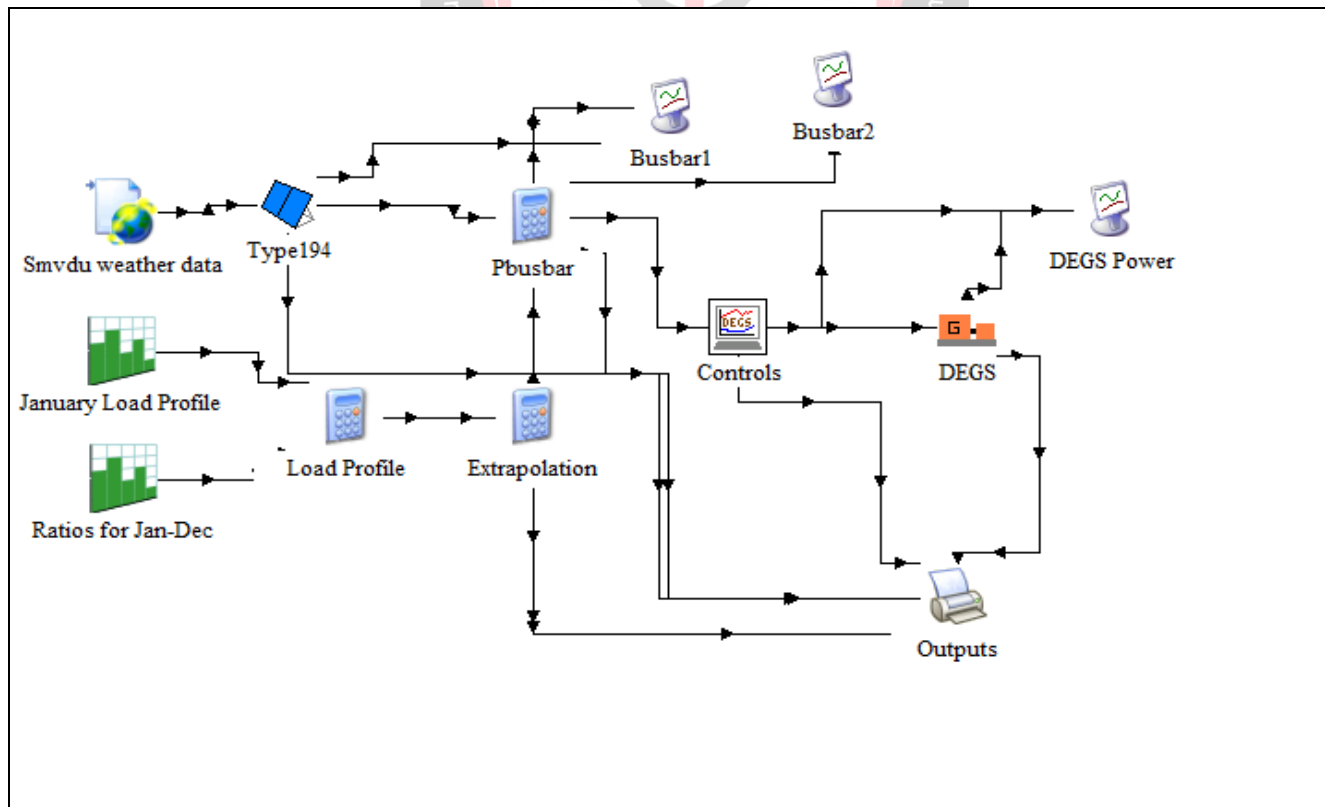 Busbar1
Busbar2
Smvdu weather data
Type194
Pbusbar
DEGS Power
January Load Profile
DEGS
Controls
G
DEGS
Ratios for Jan-Dec
Load Profile
Extrapolation
Outputs